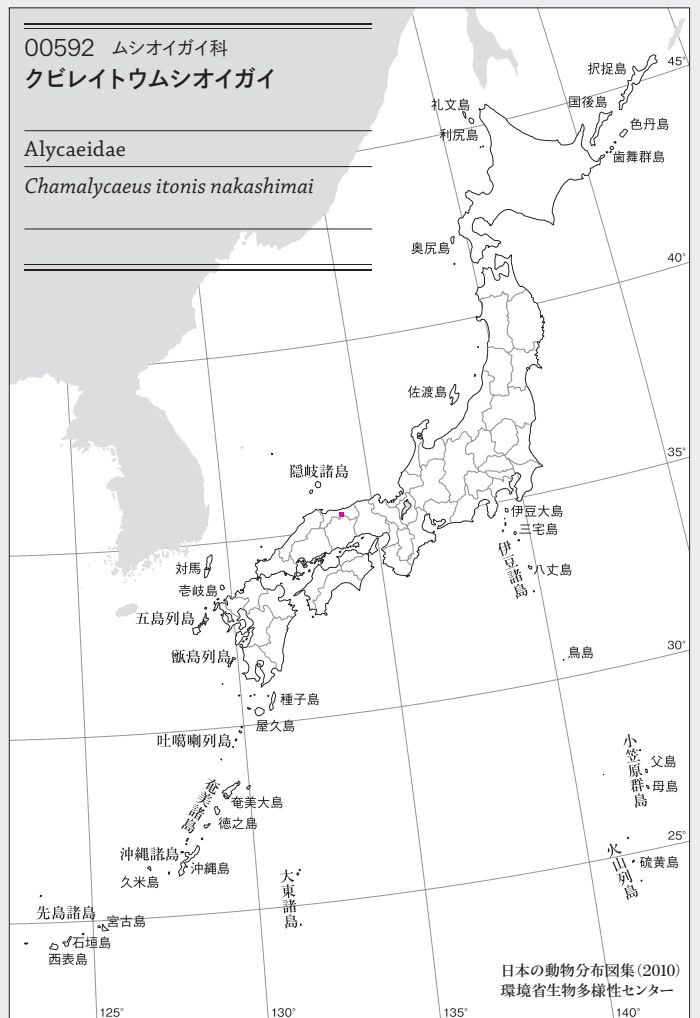 00592 ムシオイガイ科
クビレイトウムシオイガイ
Alycaeidae
Chamalycaeus itonis nakashimai
択捉島
45°
礼文島
国後島
色丹島
利尻島
歯舞群島
奥尻島
40°
佐渡島
35°
隠岐諸島
伊豆大島
三宅島
伊豆諸島
八丈島
対馬
壱岐島
五島列島
甑島列島
鳥島
30°
種子島
屋久島
吐噶喇列島
小笠原群島
父島
母島
奄美諸島
奄美大島
徳之島
25°
沖縄諸島
沖縄島
久米島
火山列島
硫黄島
大東諸島
先島諸島
宮古島
石垣島
西表島
日本の動物分布図集(2010)
環境省生物多様性センター
125°
130°
135°
140°